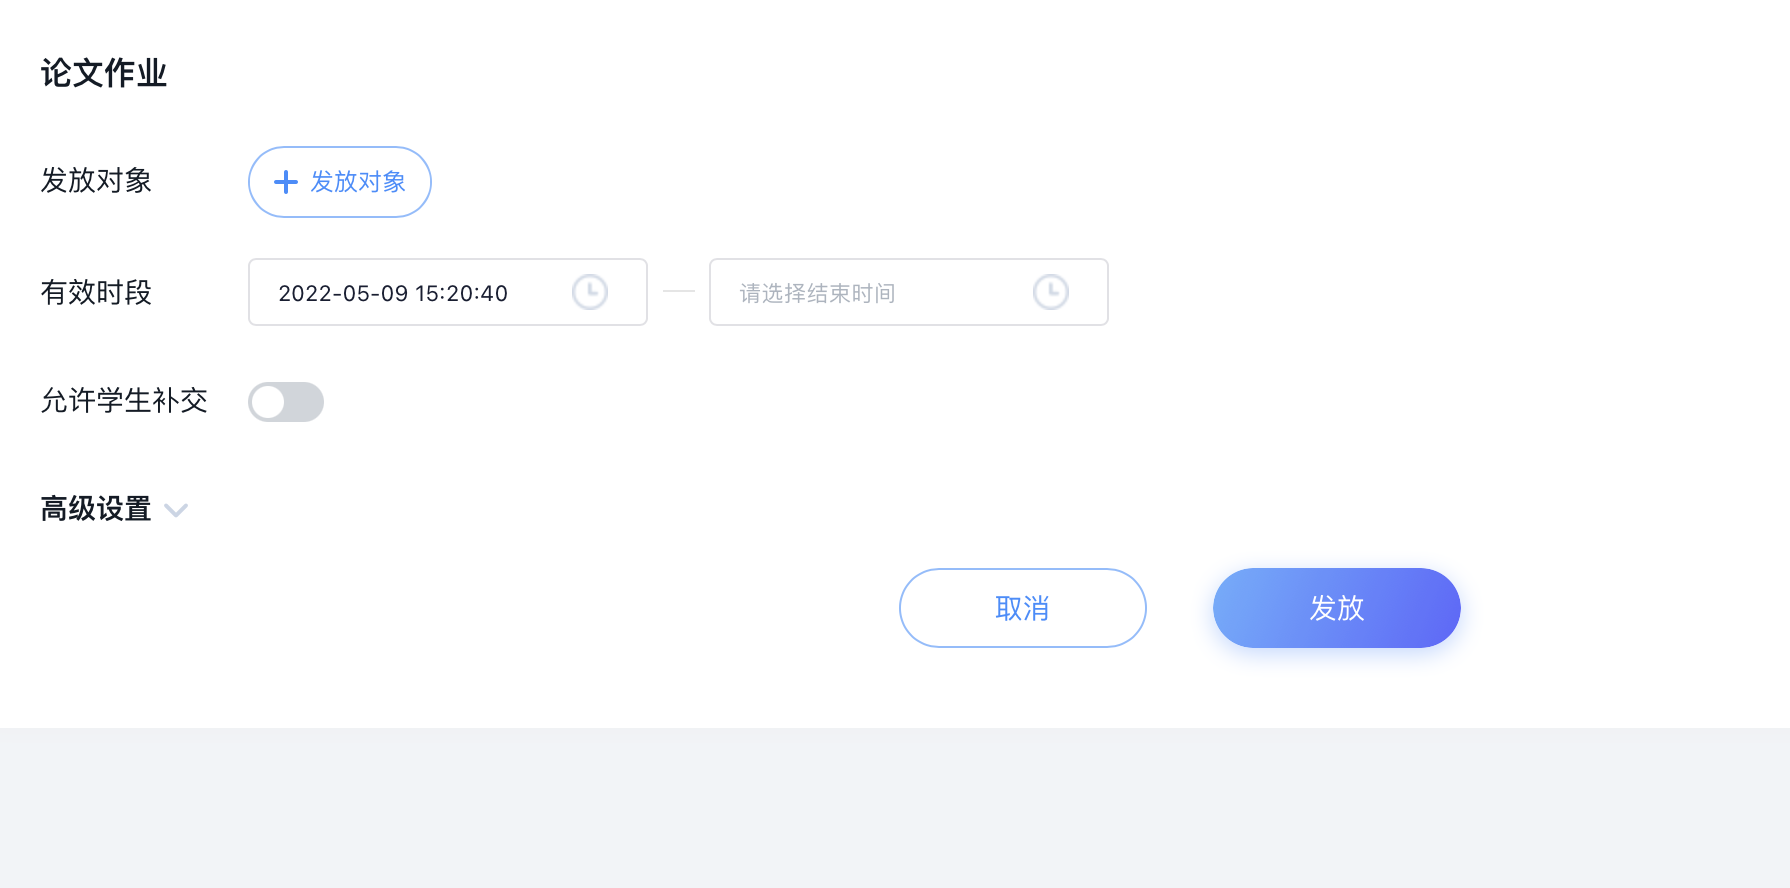 论文作业
发放对象 发放对象
有效时段 2022-05-09 15:20:40 请选择结束时间
允许学生补交
高级设置
取消 发放